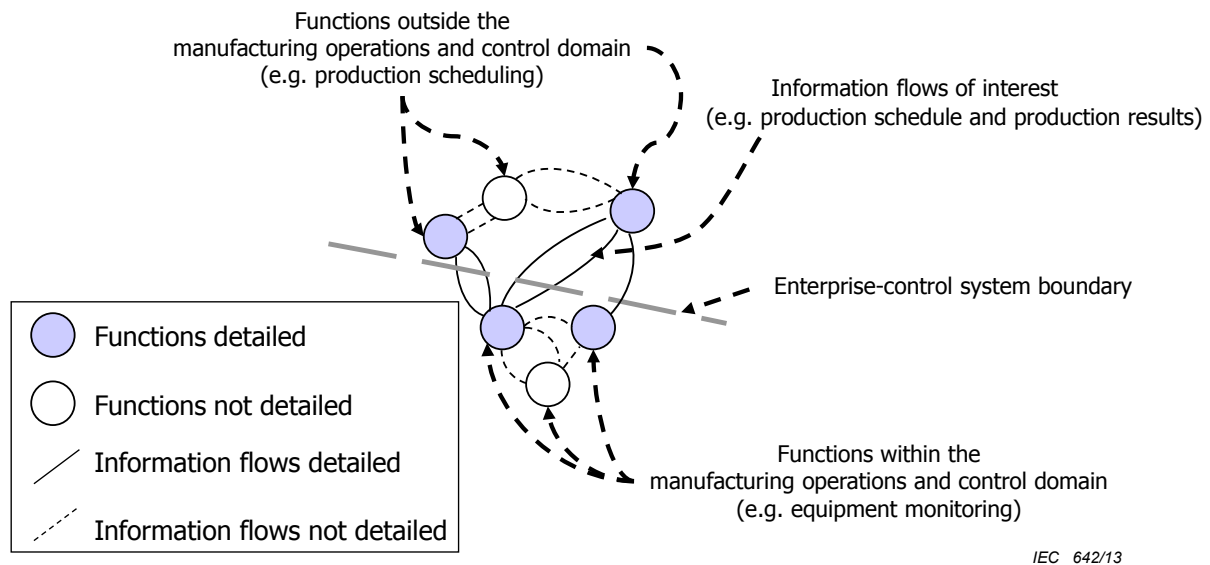 Functions outside the
manufacturing operations and control domain
(e.g. production scheduling)
Information flows of interest
(e.g. production schedule and production results)
Enterprise-control system boundary
Functions detailed
Functions not detailed
Information flows detailed
Information flows not detailed
Functions within the
manufacturing operations and control domain
(e.g. equipment monitoring)
IEC 642/13